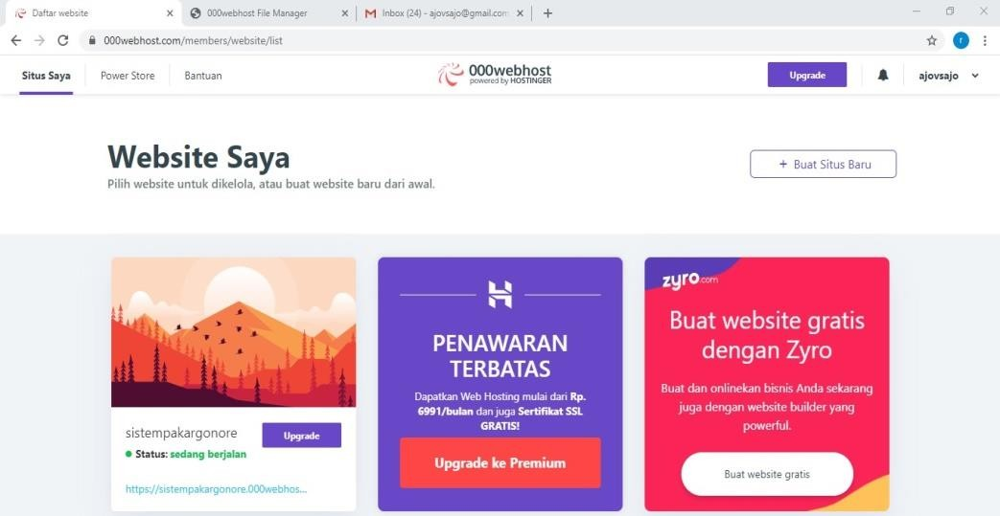 Daftar website
000webhost File Manager
Inbox (24) - ajovsajo@gmail.com
000webhost.com/members/website/list
r
Situs Saya
Power Store
Bantuan
000webhost
powered by HOSTINGER
Upgrade
ajovsajo
Website Saya
Pilih website untuk dikelola, atau buat website baru dari awal.
+ Buat Situs Baru
sistempakargonore
Upgrade
Status: sedang berjalan
https://sistempakargonore.000webhos...
PENAWARAN
TERBATAS
Dapatkan Web Hosting mulai dari Rp.
6991/bulan dan juga Sertifikat SSL
GRATIS!
Upgrade ke Premium
zyro.com
Buat website gratis
dengan Zyro
Buat dan onlinekan bisnis Anda sekarang
juga dengan website builder yang
powerful.
Buat website gratis